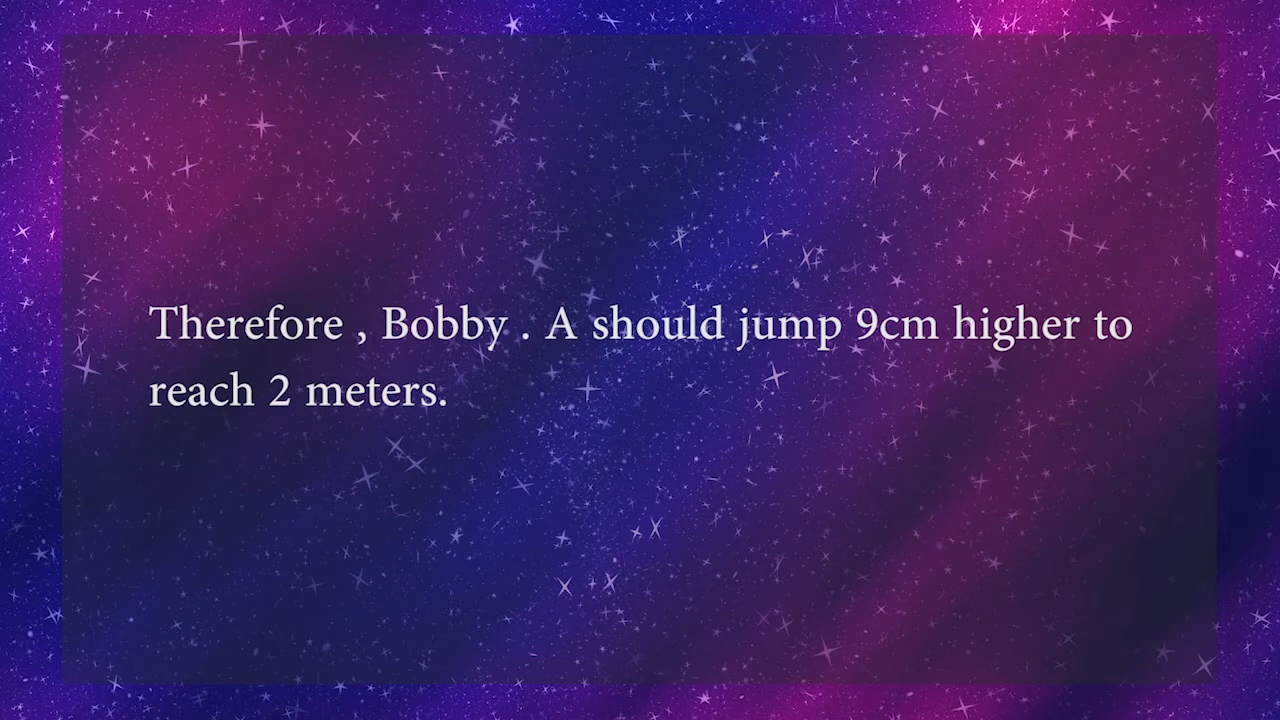 Therefore , Bobby . A should jump 9cm higher to
reach 2 meters.